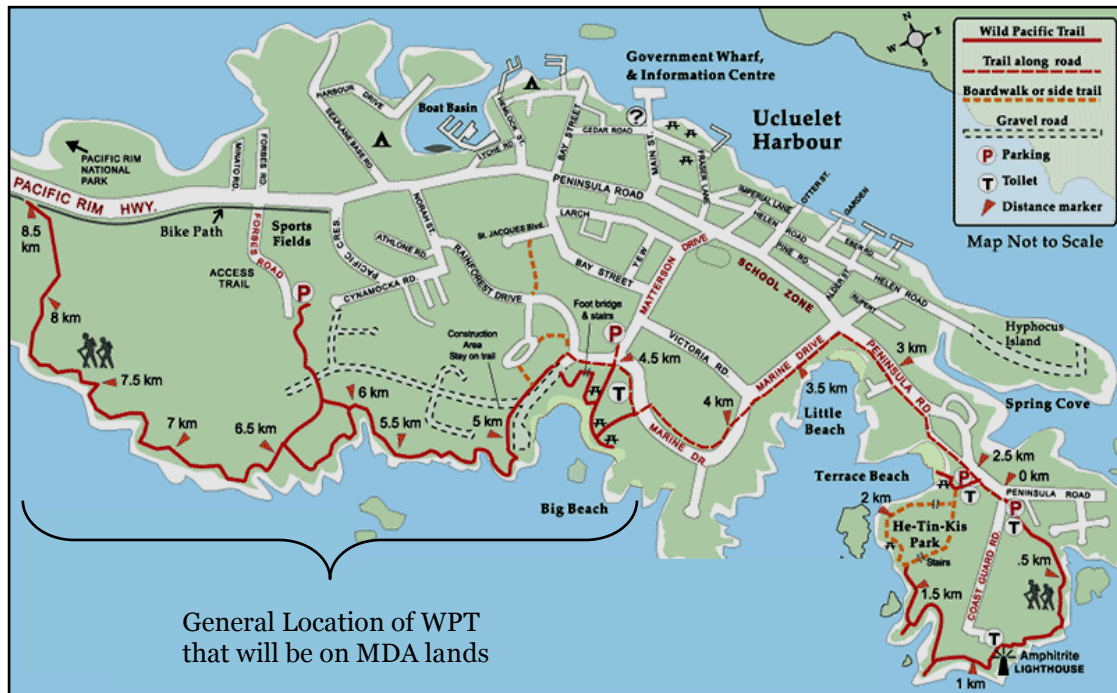 Government Wharf,
& Information Centre
Ucluelet
Harbour
N
W
E
S
Wild Pacific Trail
Trail along road
Boardwalk or side trail
Gravel road
P Parking
T Toilet
Distance marker
Map Not to Scale
HARBOUR DRIVE
SEAPLANE BASE RD.
Boat Basin
HEMLOCK ST.
LYCHE RD.
BAY STREET
?
CEDAR ROAD
MAIN ST.
FRASER LANE
PENINSULA ROAD
IMPERIAL LANE
OTTER ST.
GARDEN
HELEN ROAD
PINE RD.
EBER RD.
ALDER ST.
RUPERT
HELEN ROAD
SCHOOL ZONE
Hyphocus
Island
PACIFIC RIM
NATIONAL
PARK
MINATO RD.
FORBES RD.
PACIFIC RIM HWY.
Bike Path
Sports
Fields
FORBES ROAD
ACCESS
TRAIL
P
PACIFIC CRES.
ATHLONE RD.
PACIFIC
CYNAMOCKA RD.
NORAH ST.
RAINFOREST DRIVE
St. JACQUES Blvd.
LARCH
BAY STREET
YEW
MATTERSON DRIVE
Foot bridge
& stairs
P
Construction
Area
Stay on trail
VICTORIA RD.
MARINE DRIVE
MARINE DR.
T
PENINSULA RD.
Spring Cove
Little
Beach
Terrace Beach
Big Beach
P
T
PENINSULA ROAD
P
T
He-Tin-Kis
Park
Stairs
COAST GUARD RD.
T
Amphitrite
LIGHTHOUSE
8.5
km
8 km
7.5 km
7 km
6.5 km
6 km
5.5 km
5 km
4.5 km
4 km
3.5 km
3 km
2.5 km
0 km
2 km
.5 km
1.5 km
1 km
General Location of WPT
that will be on MDA lands